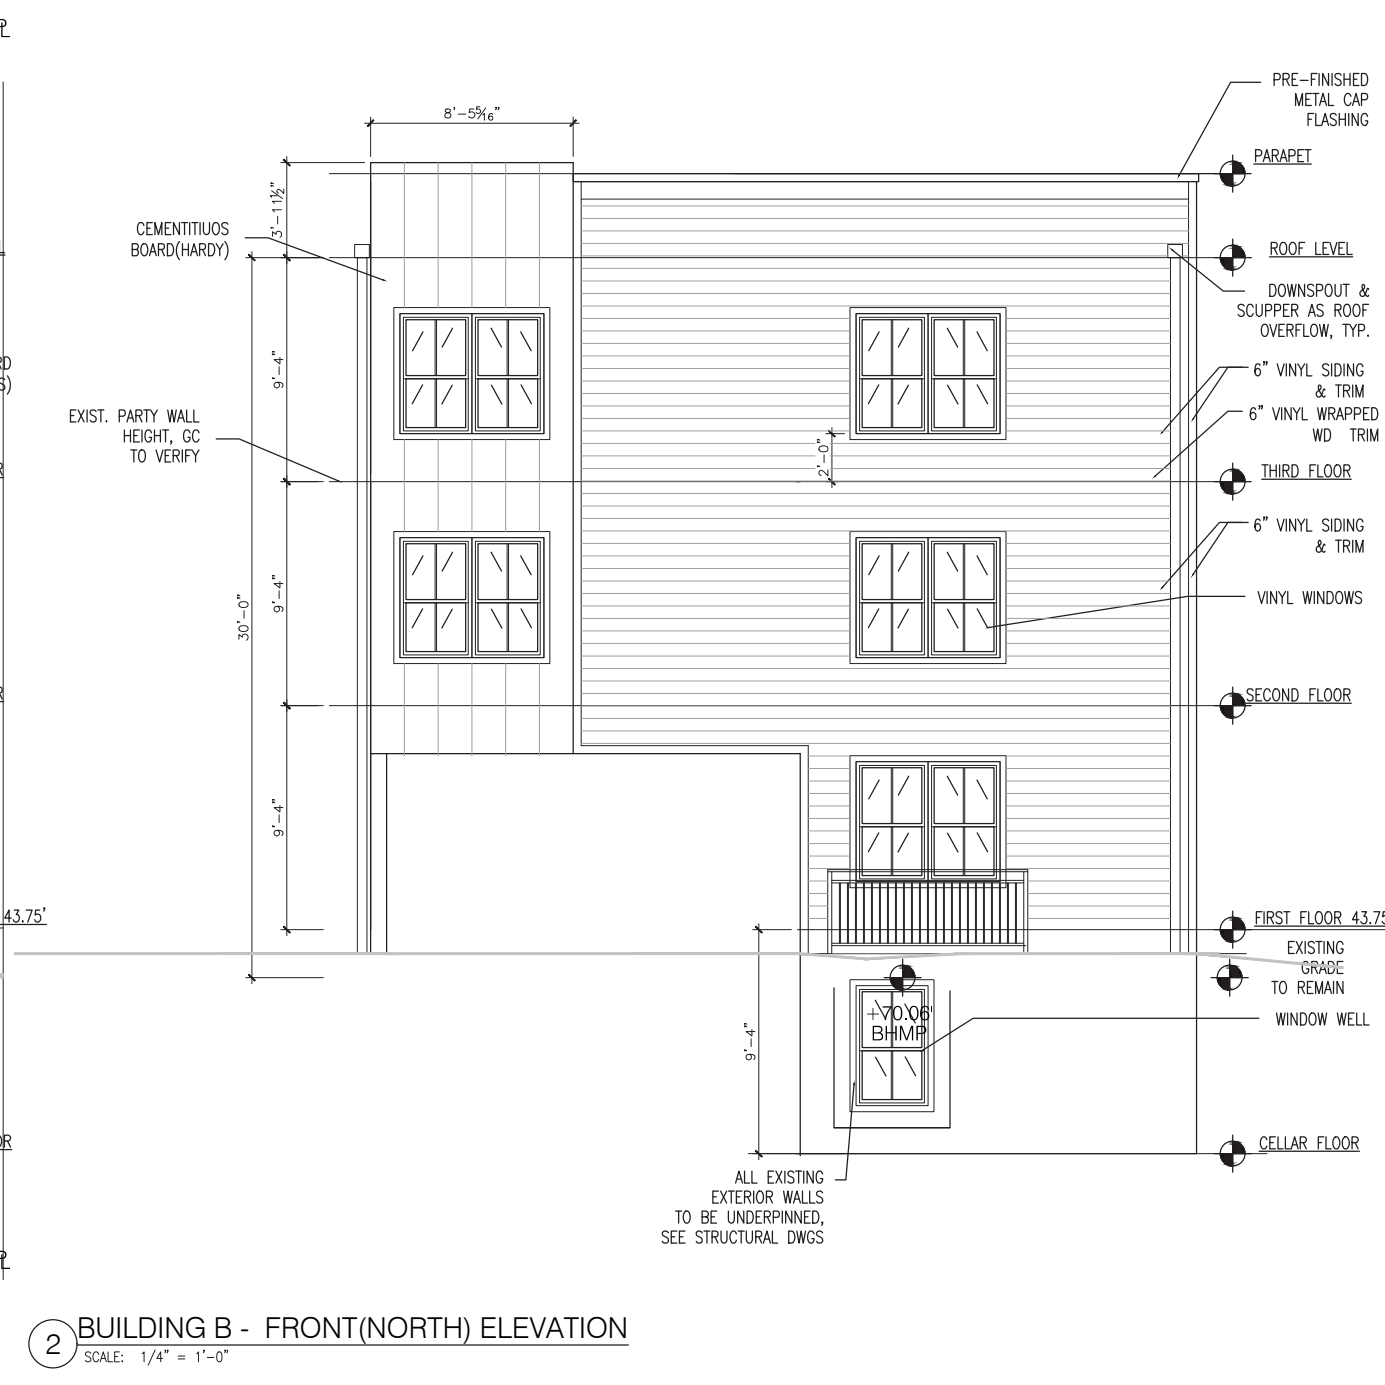 PRE-FINISHED
METAL CAP
FLASHING
8'-5 5/16"
PARAPET
3'-11 1/2"
CEMENTITIUOS
BOARD(HARDY)
ROOF LEVEL
DOWNSPOUT &
SCUPPER AS ROOF
OVERFLOW, TYP.
9'-4"
6" VINYL SIDING
& TRIM
6" VINYL WRAPPED
WD TRIM
EXIST. PARTY WALL
HEIGHT, GC
TO VERIFY
2'-0"
THIRD FLOOR
6" VINYL SIDING
& TRIM
9'-4"
30'-0"
VINYL WINDOWS
SECOND FLOOR
9'-4"
43.75'
FIRST FLOOR 43.75
EXISTING
GRADE
TO REMAIN
+70.06'
BHMP
WINDOW WELL
9'-4"
CELLAR FLOOR
ALL EXISTING
EXTERIOR WALLS
TO BE UNDERPINNED,
SEE STRUCTURAL DWGS
2
BUILDING B - FRONT(NORTH) ELEVATION
SCALE: 1/4" = 1'-0"